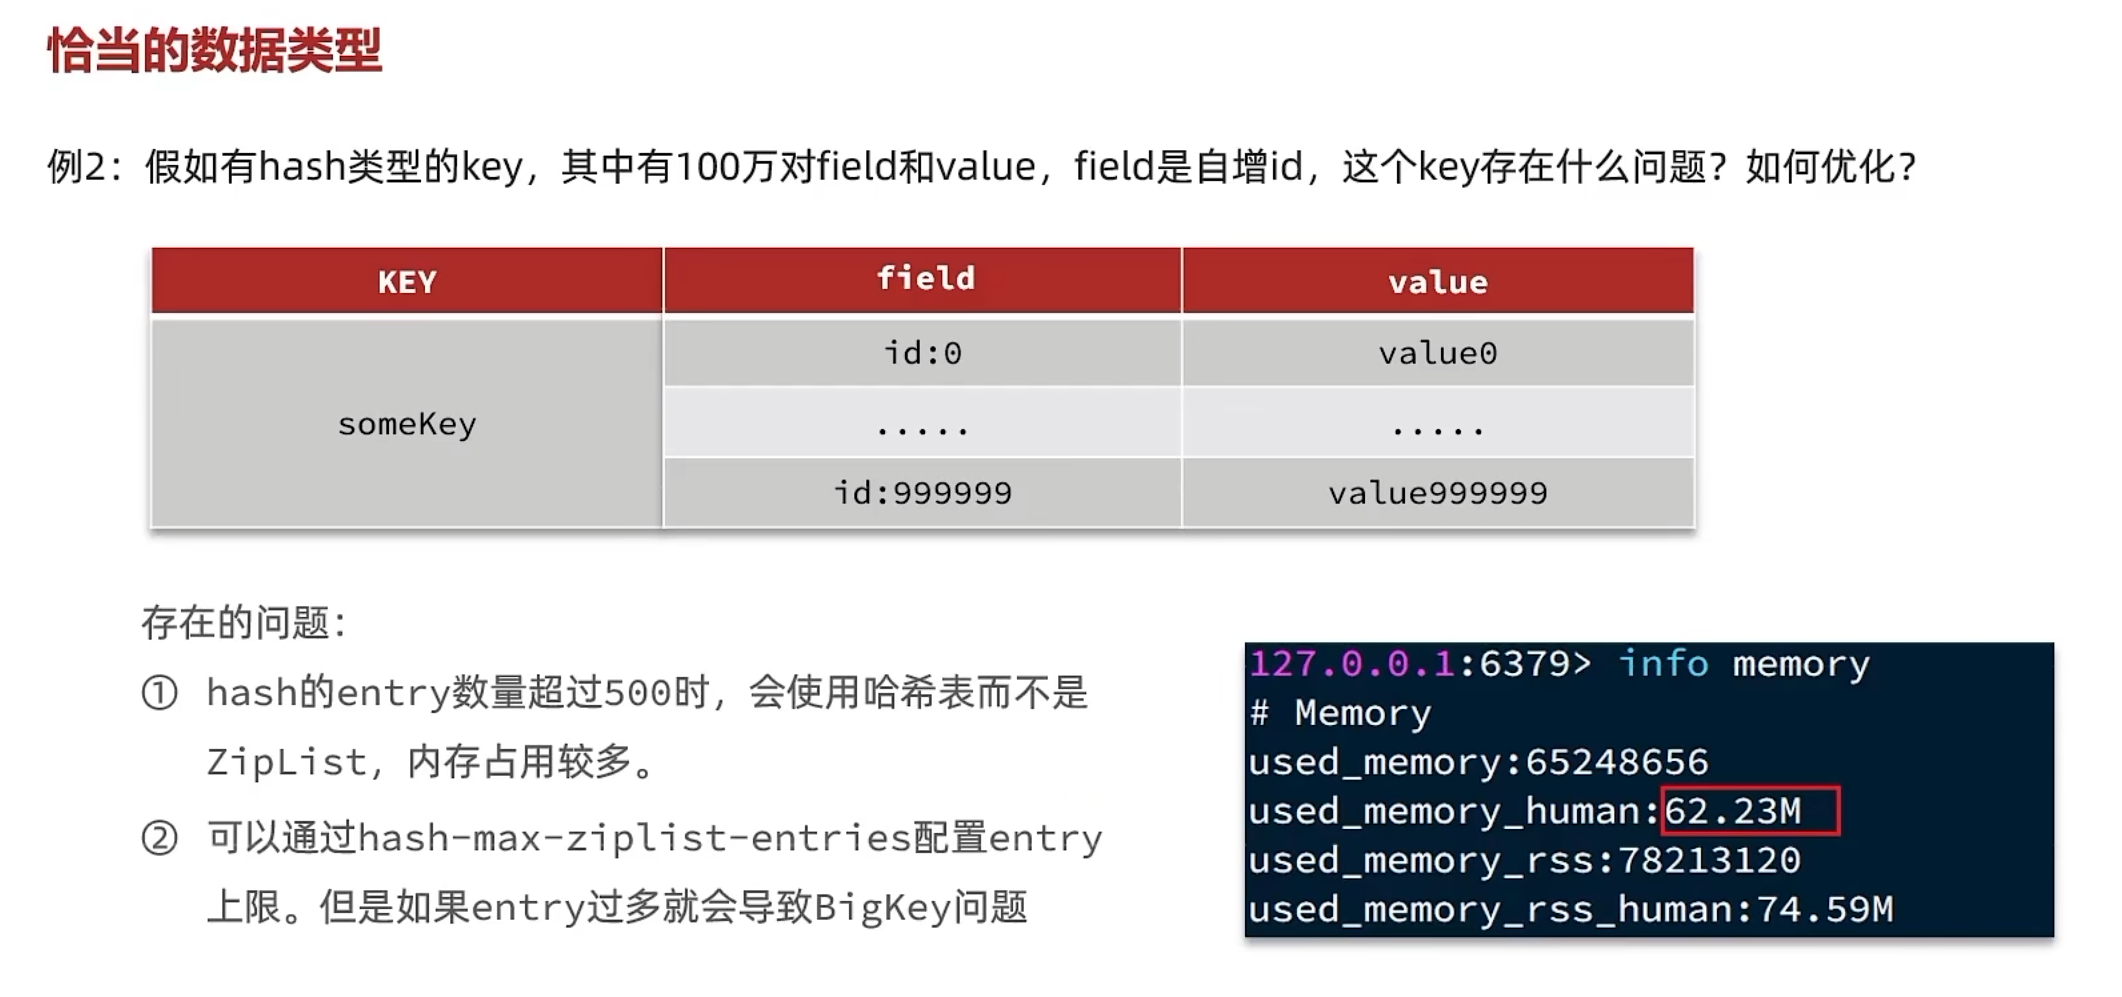 恰当的数据类型
例2：假如有hash类型的key，其中有100万对field和value，field是自增id，这个key存在什么问题？如何优化？
KEY field value
id:0 value0
someKey ..... .....
id:999999 value999999
存在的问题：
① hash的entry数量超过500时，会使用哈希表而不是
ZipList，内存占用较多。
② 可以通过hash-max-ziplist-entries配置entry
上限。但是如果entry过多就会导致BigKey问题
127.0.0.1:6379> info memory
# Memory
used_memory:65248656
used_memory_human:62.23M
used_memory_rss:78213120
used_memory_rss_human:74.59M